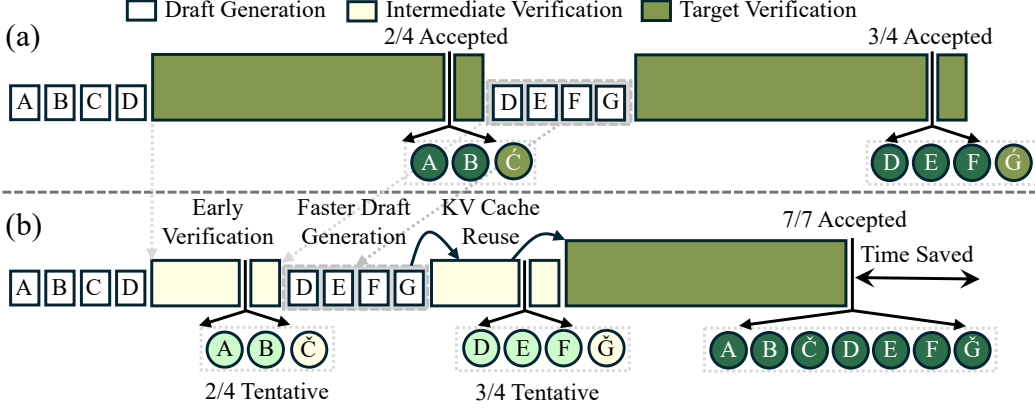 Draft Generation Intermediate Verification Target Verification
(a) 2/4 Accepted 3/4 Accepted
A B C D D E F G
A B Ć D E F Ǵ
(b) Early Verification Faster Draft Generation KV Cache Reuse 7/7 Accepted
Time Saved
A B C D D E F G
A B Č D E F Ǧ A B Č D E F Ǧ
2/4 Tentative 3/4 Tentative